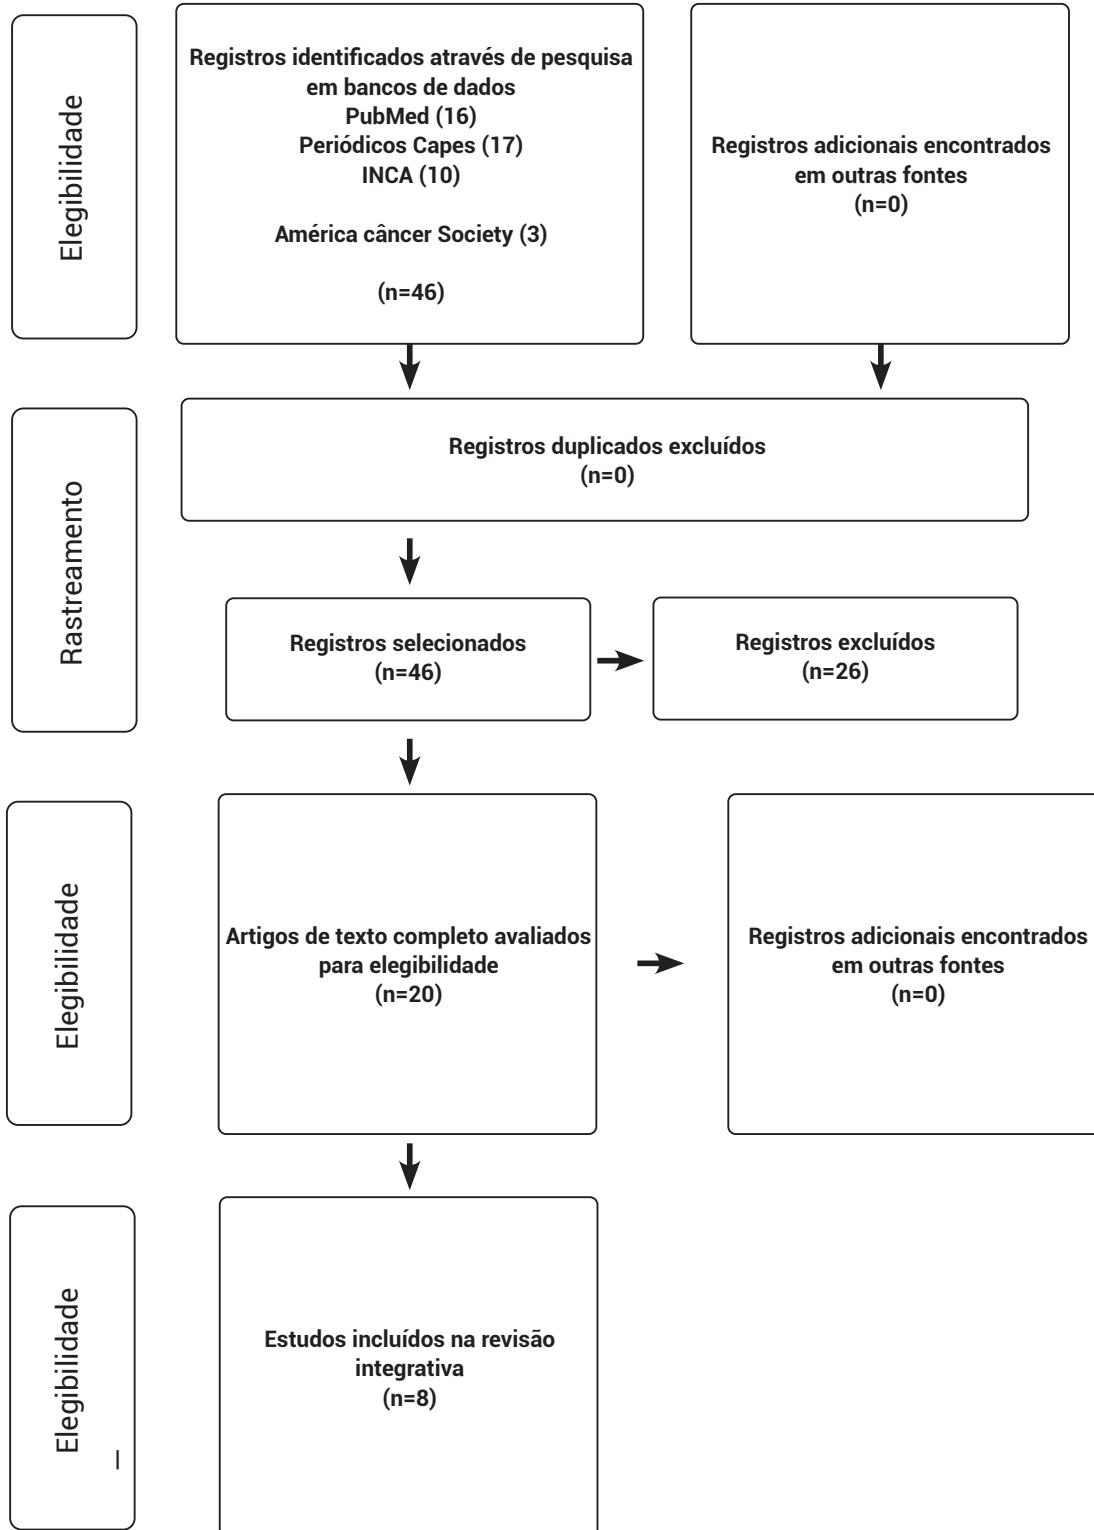 Elegibilidade
Registros identificados através de pesquisa
em bancos de dados
PubMed (16)
Periódicos Capes (17)
INCA (10)
América câncer Society (3)
(n=46)
Registros adicionais encontrados
em outras fontes
(n=0)
Rastreamento
Registros duplicados excluídos
(n=0)
Registros selecionados
(n=46)
Registros excluídos
(n=26)
Elegibilidade
Artigos de texto completo avaliados
para elegibilidade
(n=20)
Registros adicionais encontrados
em outras fontes
(n=0)
Elegibilidade
Estudos incluídos na revisão
integrativa
(n=8)